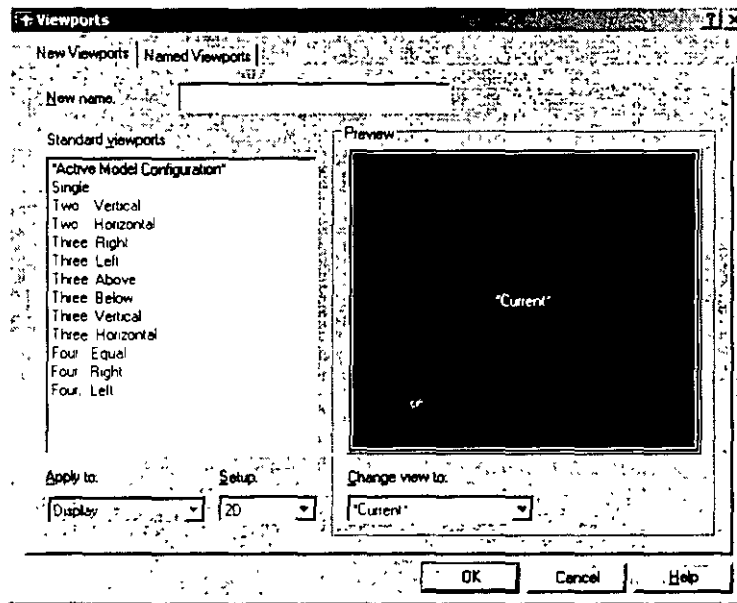 Viewports
New Viewports
Named Viewports
New name:
Standard viewports
*Active Model Configuration*
Single
Two Vertical
Two Horizontal
Three Right
Three Left
Three Above
Three Below
Three Vertical
Three Horizontal
Four Equal
Four Right
Four Left
Preview
*Current*
Apply to:
Display
Setup:
2D
Change view to:
*Current*
OK
Cancel
Help